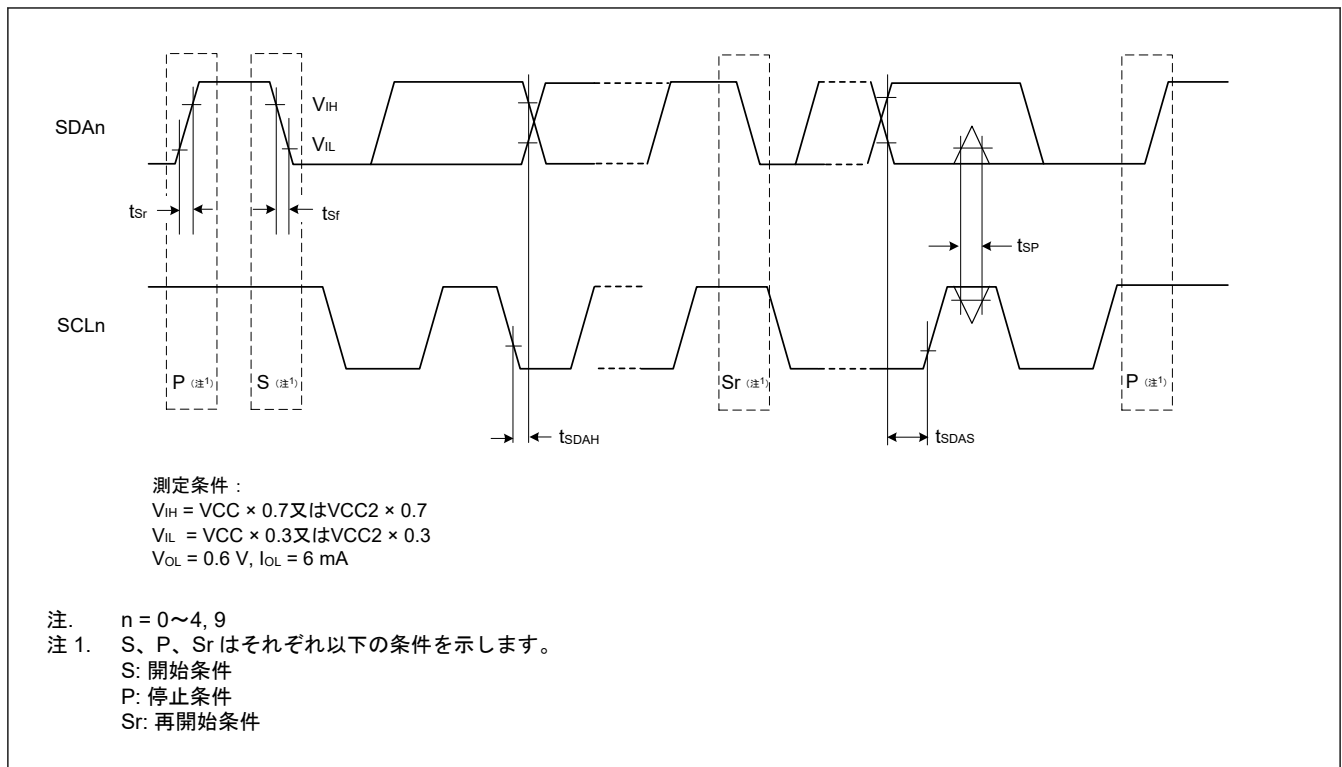 SDAn
VIH
VIL
tSr
tSf
tSP
SCLn
P (注1)
S (注1)
Sr (注1)
P (注1)
tSDAH
tSDAS
測定条件 :
VIH = VCC × 0.7又はVCC2 × 0.7
VIL = VCC × 0.3又はVCC2 × 0.3
VOL = 0.6 V, IOL = 6 mA
注. n = 0~4, 9
注 1. S、P、Sr はそれぞれ以下の条件を示します。
S: 開始条件
P: 停止条件
Sr: 再開始条件